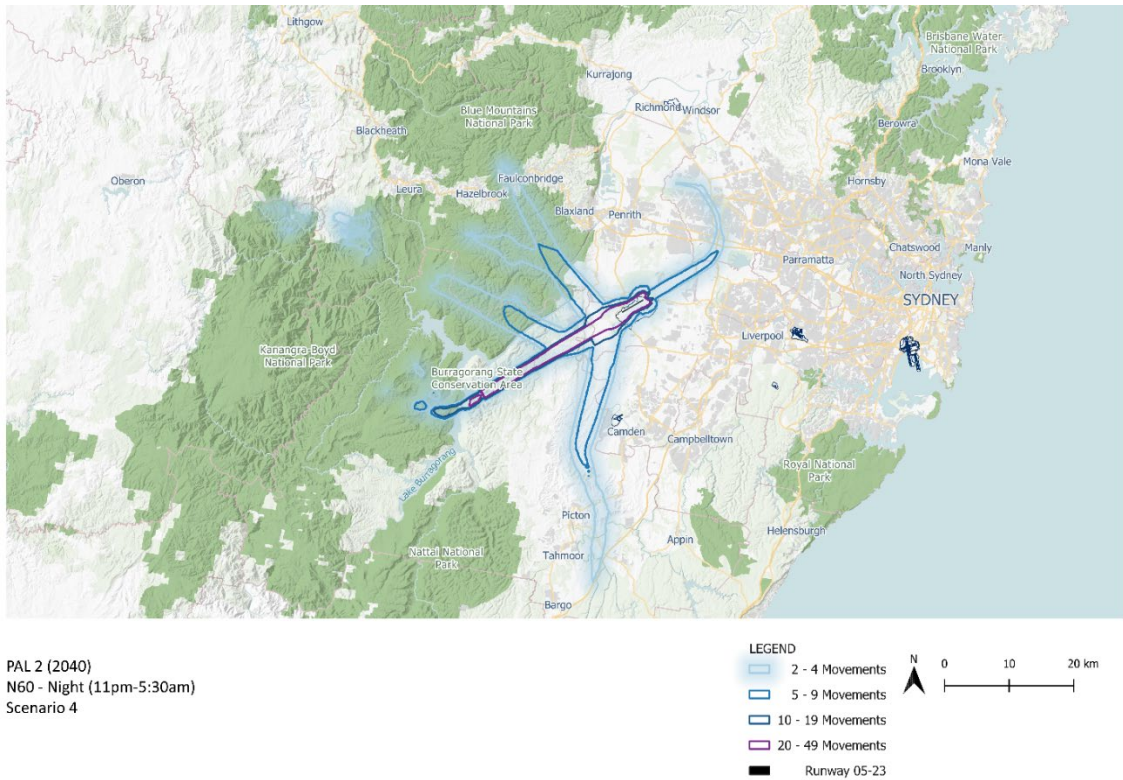 Lithgow
Brisbane Water
National Park
Brooklyn
Kurrajong
Richmond
Windsor
Blue Mountains
National Park
Blackheath
Berowra
Mona Vale
Oberon
Leura
Hazelbrook
Faulconbridge
Hornsby
Blaxland
Penrith
Chatswood
Manly
Parramatta
North Sydney
SYDNEY
Liverpool
Kanangra-Boyd
National Park
Burragorang State
Conservation Area
Camden
Campbelltown
Lake Burragorang
Royal National
Park
Picton
Appin
Helensburgh
Nattai National
Park
Tahmoor
Bargo
PAL 2 (2040)
N60 - Night (11pm-5:30am)
Scenario 4
LEGEND
2 - 4 Movements
5 - 9 Movements
10 - 19 Movements
20 - 49 Movements
Runway 05-23
N
0 10 20 km